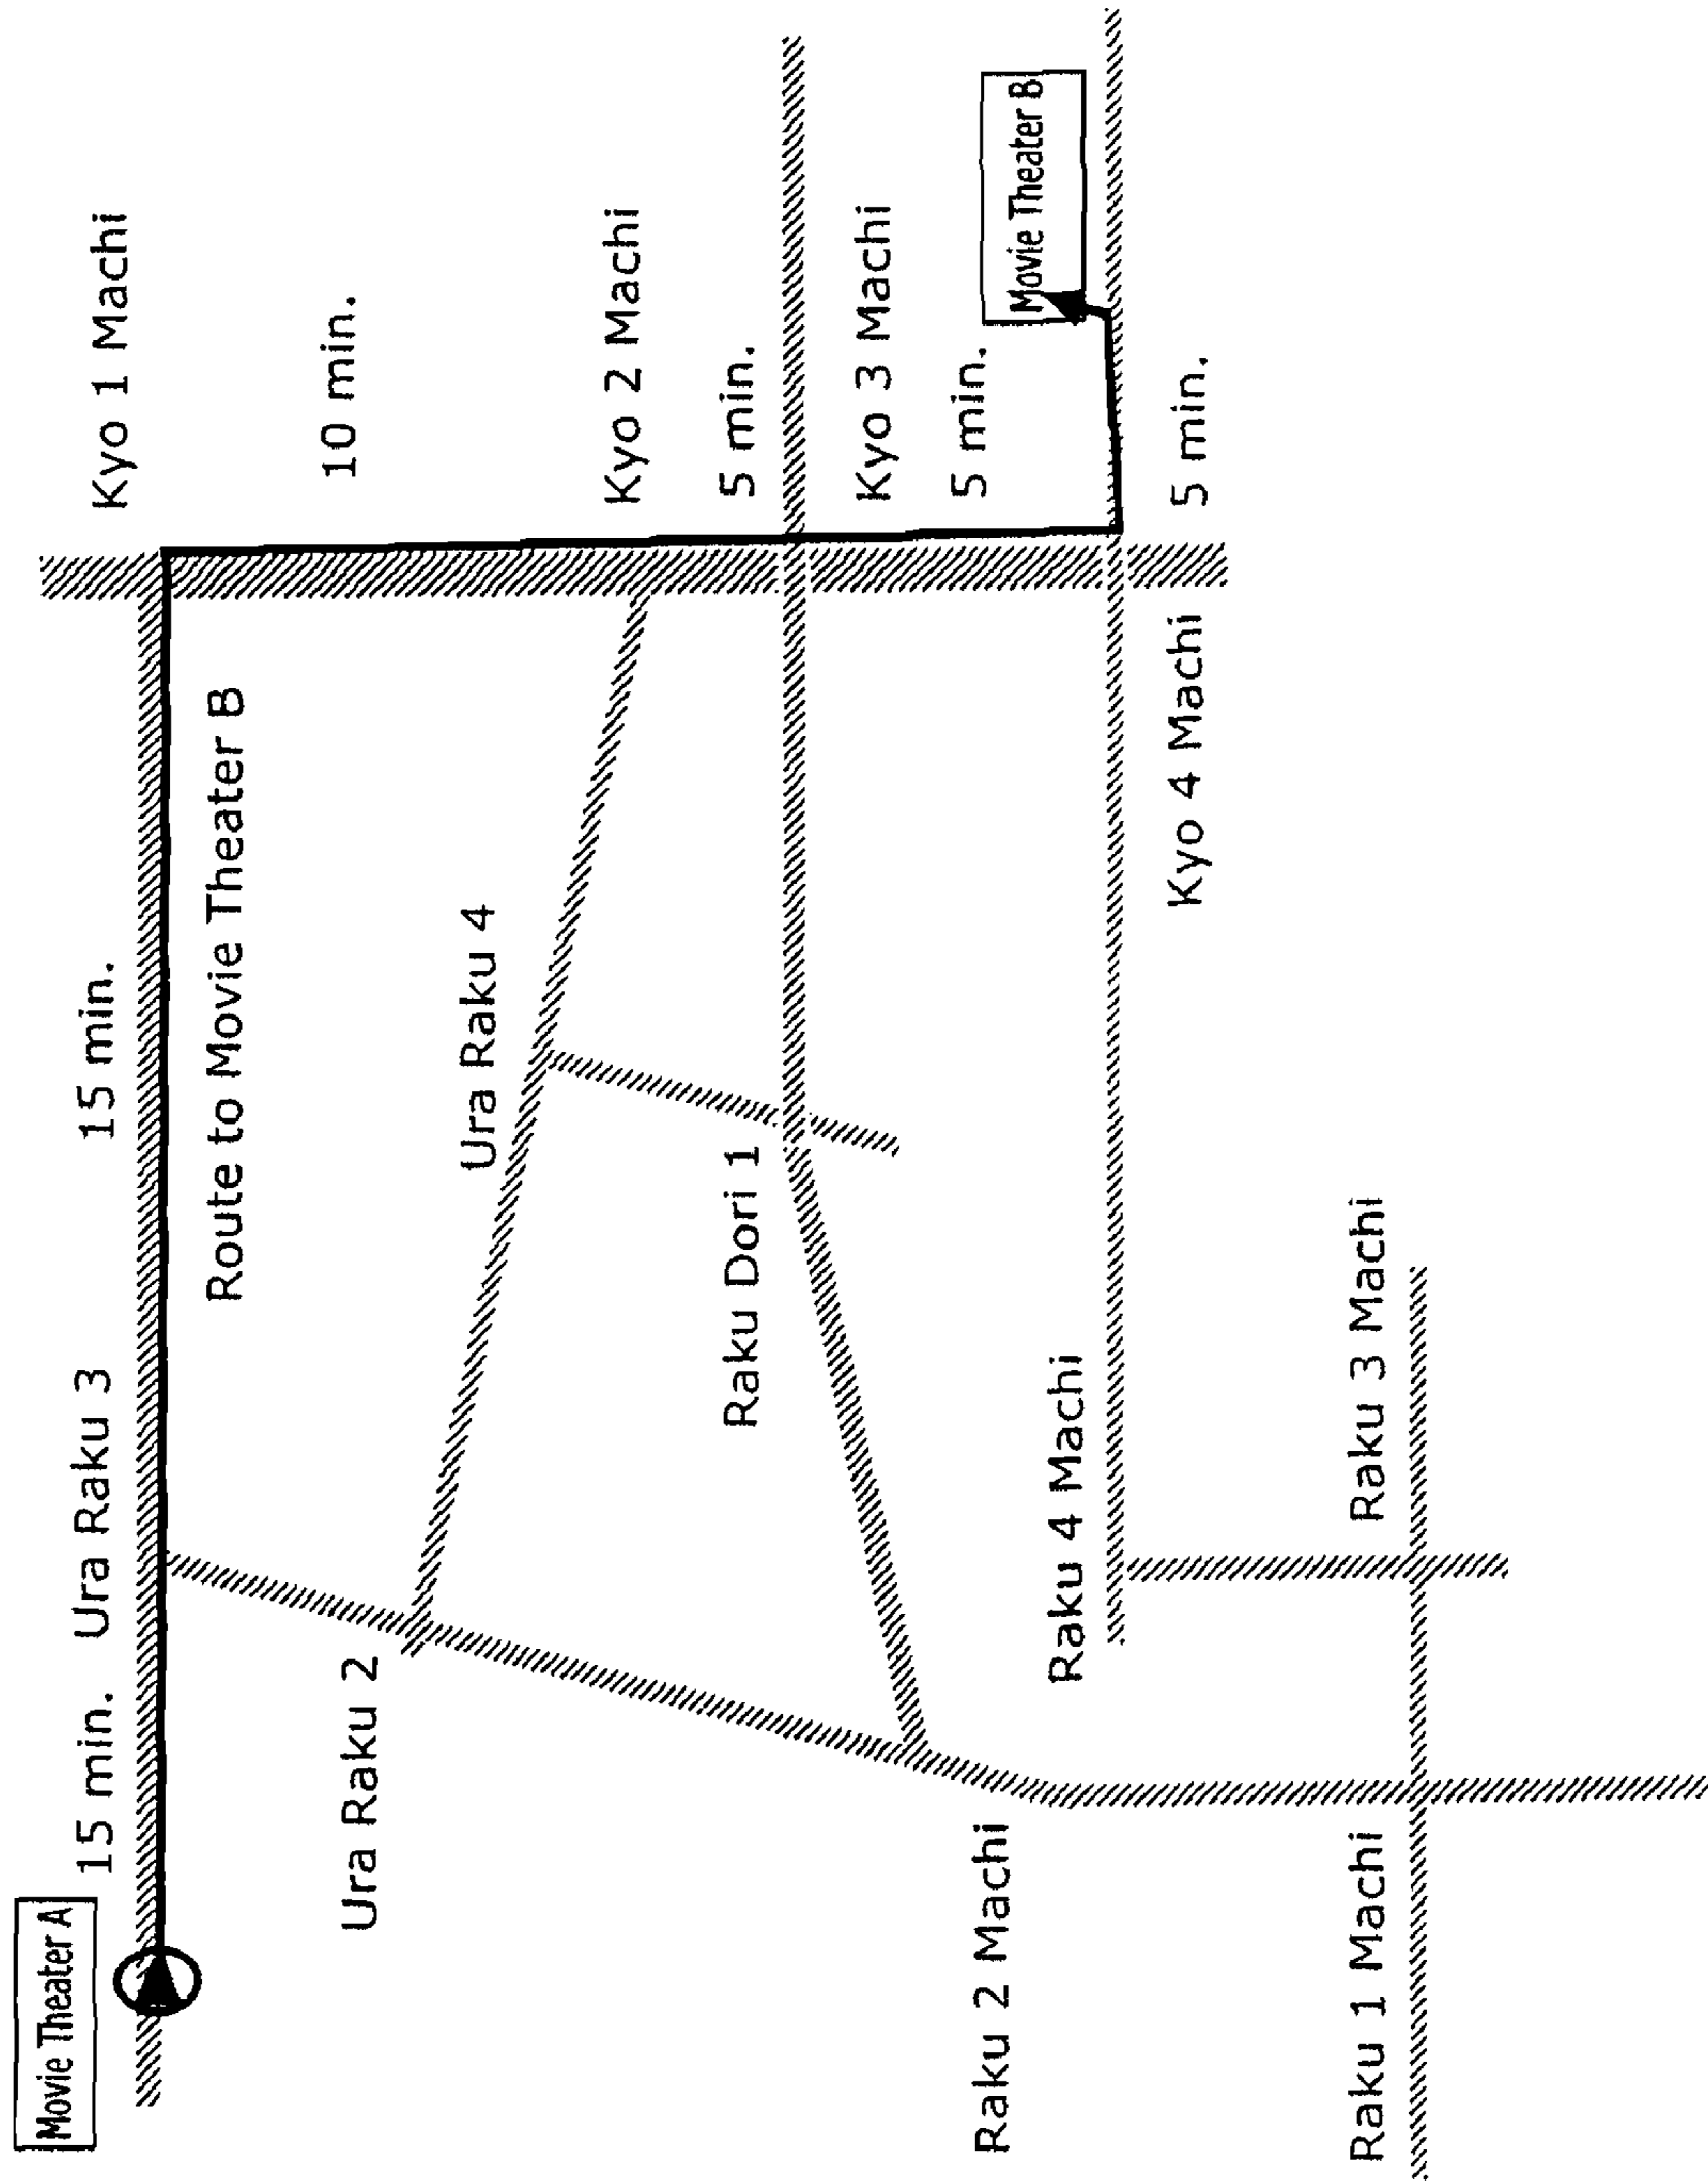 Movie Theater A
15 min.
Ura Raku 3
15 min.
Kyo 1 Machi
Route to Movie Theater B
10 min.
Ura Raku 2
Ura Raku 4
Kyo 2 Machi
Raku Dori 1
5 min.
Kyo 3 Machi
5 min.
Raku 2 Machi
Movie Theater B
Raku 4 Machi
Kyo 4 Machi
5 min.
Raku 1 Machi
Raku 3 Machi